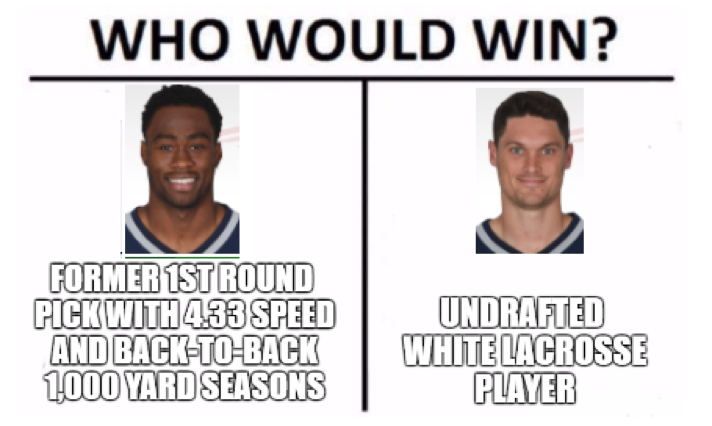 WHO WOULD WIN?
FORMER 1ST ROUND
PICK WITH 4.33 SPEED
AND BACK-TO-BACK
1,000 YARD SEASONS
UNDRAFTED
WHITE LACROSSE
PLAYER